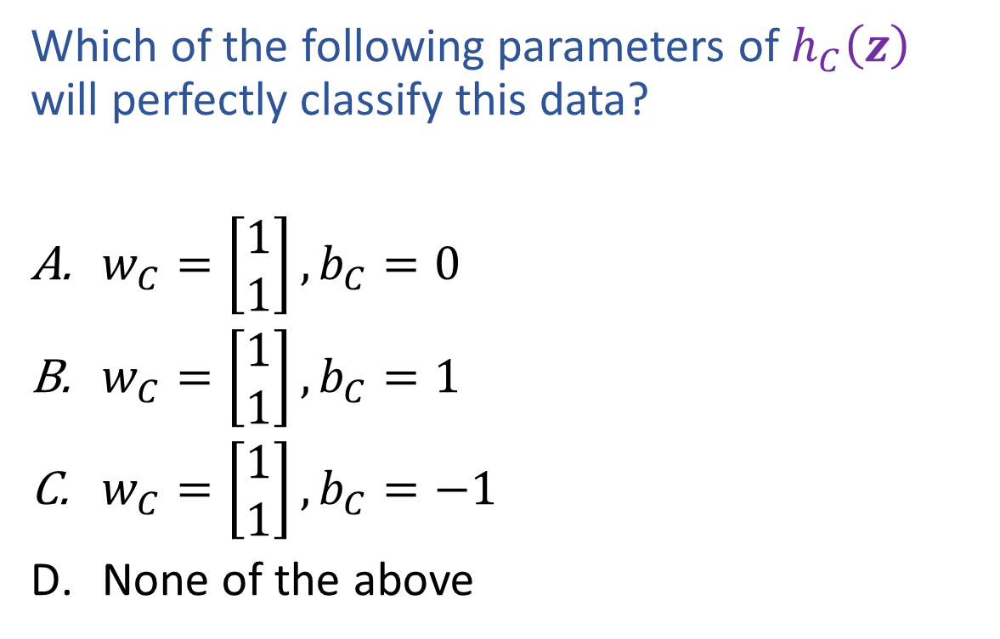 Which of the following parameters of $h_C(\boldsymbol{z})$
will perfectly classify this data?
A. $w_C = \begin{bmatrix} 1 \\ 1 \end{bmatrix}, b_C = 0$
B. $w_C = \begin{bmatrix} 1 \\ 1 \end{bmatrix}, b_C = 1$
C. $w_C = \begin{bmatrix} 1 \\ 1 \end{bmatrix}, b_C = -1$
D. None of the above